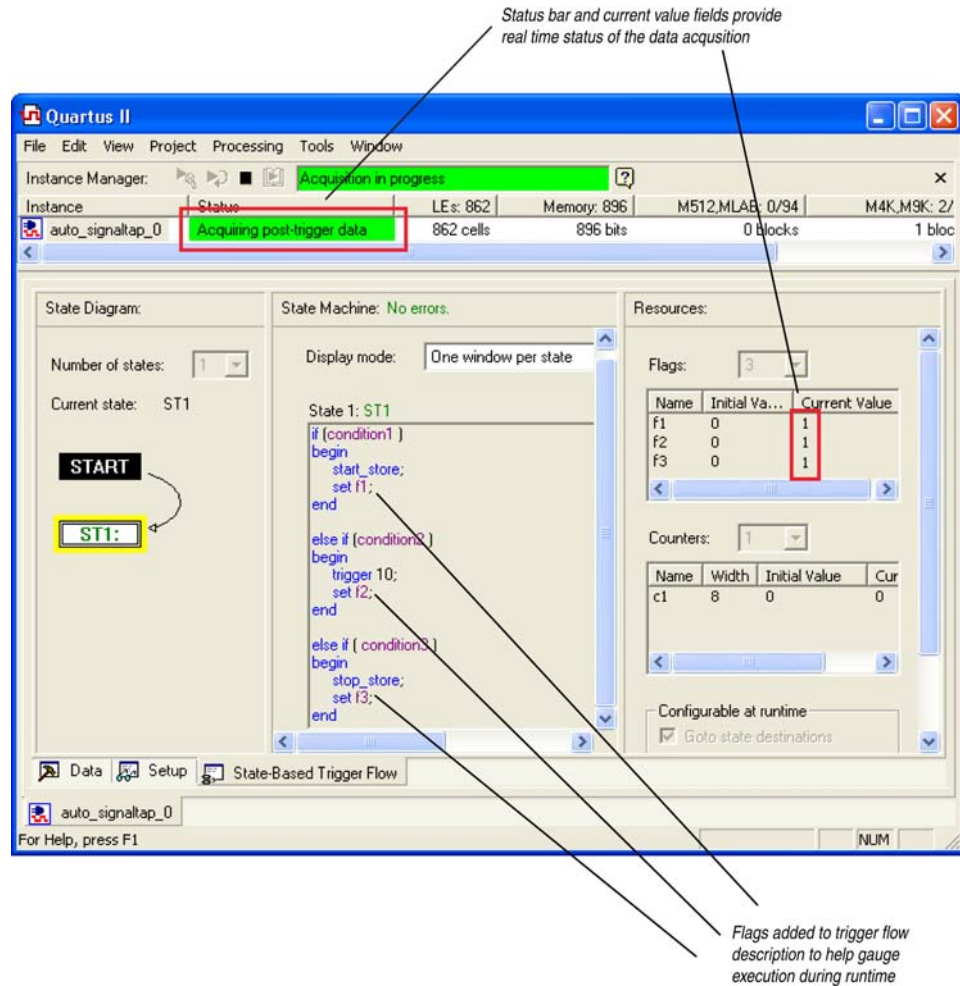 Status bar and current value fields provide
real time status of the data acqusition
Quartus II
File Edit View Project Processing Tools Window
Instance Manager: Acquisition in progress
Instance Status LEs: 862 Memory: 896 M512,MLAB: 0/94 M4K,M9K: 2/
auto_signaltap_0 Acquiring post-trigger data 862 cells 896 bits 0 blocks 1 bloc
State Diagram:
Number of states: 1
Current state: ST1
START
ST1:
State Machine: No errors.
Display mode: One window per state
State 1: ST1
if (condition1 )
begin
start_store;
set f1;
end
else if (condition2 )
begin
trigger 10;
set f2;
end
else if ( condition3 )
begin
stop_store;
set f3;
end
Resources:
Flags: 3
Name Initial Va... Current Value
f1 0 1
f2 0 1
f3 0 1
Counters: 1
Name Width Initial Value Cur
c1 8 0 0
Configurable at runtime
Goto state destinations
Data Setup State-Based Trigger Flow
auto_signaltap_0
For Help, press F1 NUM
Flags added to trigger flow
description to help gauge
execution during runtime